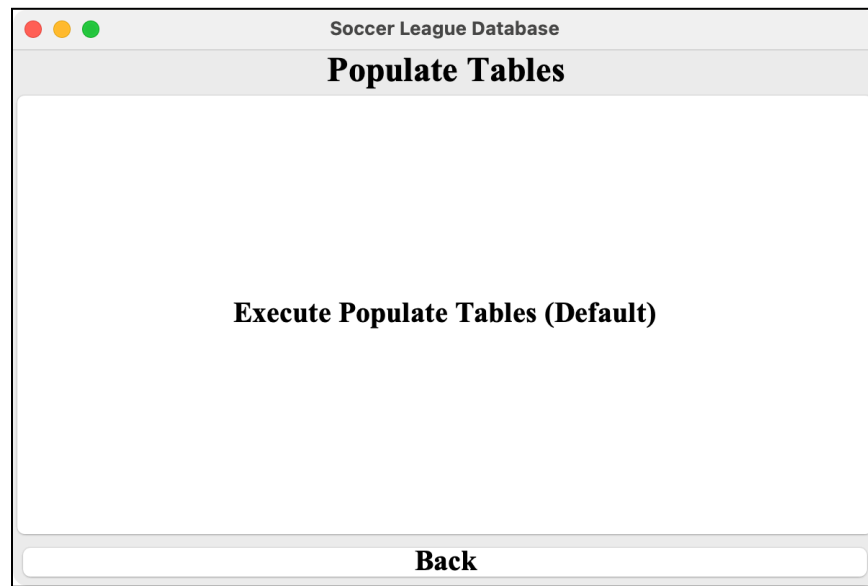 Soccer League Database
Populate Tables
Execute Populate Tables (Default)
Back